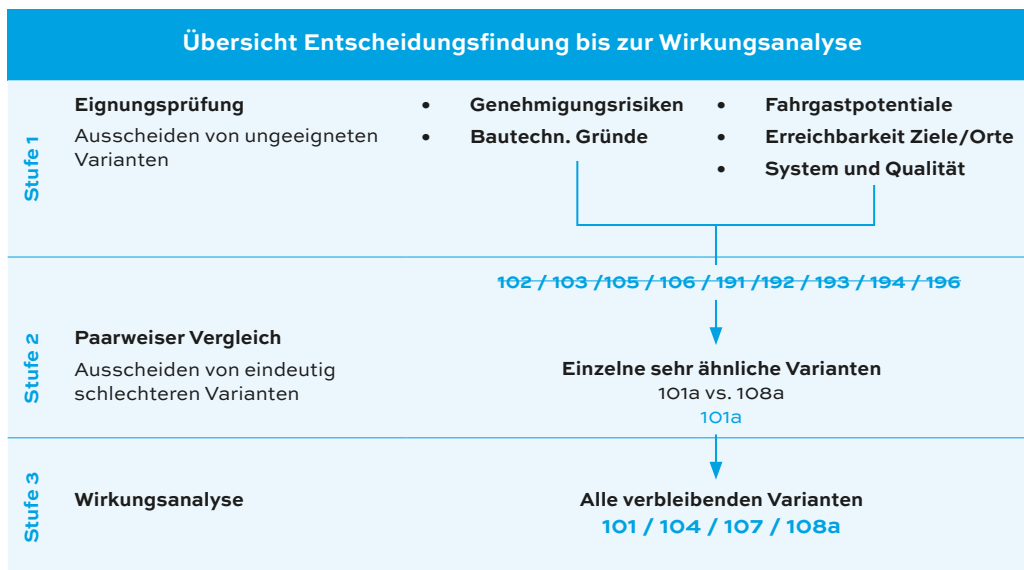 Übersicht Entscheidungsfindung bis zur Wirkungsanalyse
Stufe 1
Eignungsprüfung
Ausscheiden von ungeeigneten
Varianten
• Genehmigungsrisiken
• Bautechn. Gründe
• Fahrgastpotentiale
• Erreichbarkeit Ziele/Orte
• System und Qualität
102 / 103 /105 / 106 / 191 /192 / 193 / 194 / 196
Stufe 2
Paarweiser Vergleich
Ausscheiden von eindeutig
schlechteren Varianten
Einzelne sehr ähnliche Varianten
101a vs. 108a
101a
Stufe 3
Wirkungsanalyse
Alle verbleibenden Varianten
101 / 104 / 107 / 108a